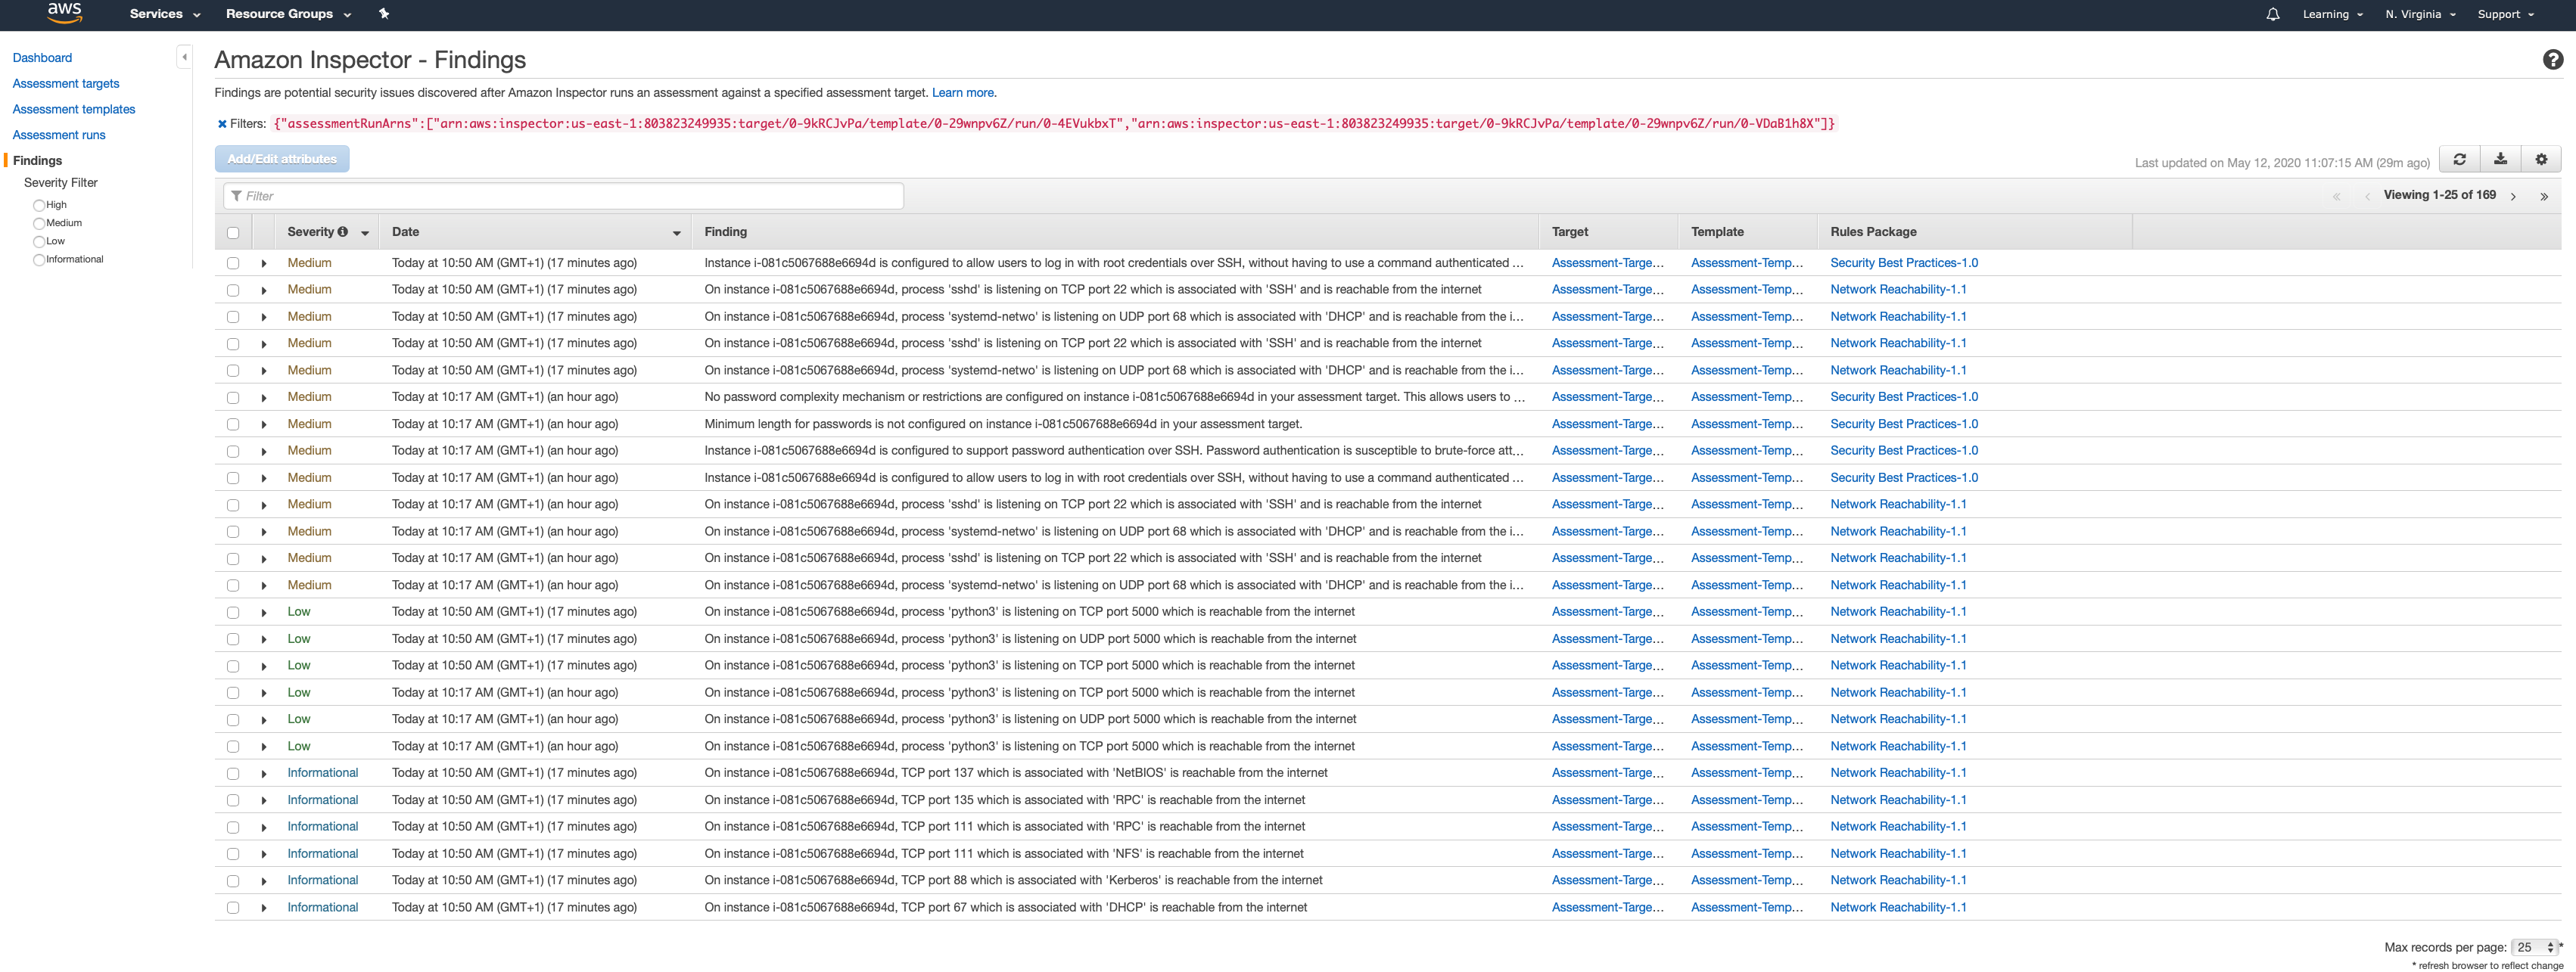 aws Services Resource Groups Learning N. Virginia Support
Dashboard
Assessment targets
Assessment templates
Assessment runs
Findings
Severity Filter
High
Medium
Low
Informational
Amazon Inspector - Findings
Findings are potential security issues discovered after Amazon Inspector runs an assessment against a specified assessment target. Learn more.
Filters: {"assessmentRunArns":["arn:aws:inspector:us-east-1:803823249935:target/0-9kRCJvPa/template/0-29wnpv6Z/run/0-4EVukbxT","arn:aws:inspector:us-east-1:803823249935:target/0-9kRCJvPa/template/0-29wnpv6Z/run/0-VDaB1h8X"]}
Add/Edit attributes Last updated on May 12, 2020 11:07:15 AM (29m ago)
Filter Viewing 1-25 of 169
Severity Date Finding Target Template Rules Package
Medium Today at 10:50 AM (GMT+1) (17 minutes ago) Instance i-081c5067688e6694d is configured to allow users to log in with root credentials over SSH, without having to use a command authenticated ... Assessment-Targe... Assessment-Temp... Security Best Practices-1.0
Medium Today at 10:50 AM (GMT+1) (17 minutes ago) On instance i-081c5067688e6694d, process 'sshd' is listening on TCP port 22 which is associated with 'SSH' and is reachable from the internet Assessment-Targe... Assessment-Temp... Network Reachability-1.1
Medium Today at 10:50 AM (GMT+1) (17 minutes ago) On instance i-081c5067688e6694d, process 'systemd-netwo' is listening on UDP port 68 which is associated with 'DHCP' and is reachable from the i... Assessment-Targe... Assessment-Temp... Network Reachability-1.1
Medium Today at 10:50 AM (GMT+1) (17 minutes ago) On instance i-081c5067688e6694d, process 'sshd' is listening on TCP port 22 which is associated with 'SSH' and is reachable from the internet Assessment-Targe... Assessment-Temp... Network Reachability-1.1
Medium Today at 10:50 AM (GMT+1) (17 minutes ago) On instance i-081c5067688e6694d, process 'systemd-netwo' is listening on UDP port 68 which is associated with 'DHCP' and is reachable from the i... Assessment-Targe... Assessment-Temp... Network Reachability-1.1
Medium Today at 10:17 AM (GMT+1) (an hour ago) No password complexity mechanism or restrictions are configured on instance i-081c5067688e6694d in your assessment target. This allows users to ... Assessment-Targe... Assessment-Temp... Security Best Practices-1.0
Medium Today at 10:17 AM (GMT+1) (an hour ago) Minimum length for passwords is not configured on instance i-081c5067688e6694d in your assessment target. Assessment-Targe... Assessment-Temp... Security Best Practices-1.0
Medium Today at 10:17 AM (GMT+1) (an hour ago) Instance i-081c5067688e6694d is configured to support password authentication over SSH. Password authentication is susceptible to brute-force att... Assessment-Targe... Assessment-Temp... Security Best Practices-1.0
Medium Today at 10:17 AM (GMT+1) (an hour ago) Instance i-081c5067688e6694d is configured to allow users to log in with root credentials over SSH, without having to use a command authenticated ... Assessment-Targe... Assessment-Temp... Security Best Practices-1.0
Medium Today at 10:17 AM (GMT+1) (an hour ago) On instance i-081c5067688e6694d, process 'sshd' is listening on TCP port 22 which is associated with 'SSH' and is reachable from the internet Assessment-Targe... Assessment-Temp... Network Reachability-1.1
Medium Today at 10:17 AM (GMT+1) (an hour ago) On instance i-081c5067688e6694d, process 'systemd-netwo' is listening on UDP port 68 which is associated with 'DHCP' and is reachable from the i... Assessment-Targe... Assessment-Temp... Network Reachability-1.1
Medium Today at 10:17 AM (GMT+1) (an hour ago) On instance i-081c5067688e6694d, process 'sshd' is listening on TCP port 22 which is associated with 'SSH' and is reachable from the internet Assessment-Targe... Assessment-Temp... Network Reachability-1.1
Medium Today at 10:17 AM (GMT+1) (an hour ago) On instance i-081c5067688e6694d, process 'systemd-netwo' is listening on UDP port 68 which is associated with 'DHCP' and is reachable from the i... Assessment-Targe... Assessment-Temp... Network Reachability-1.1
Low Today at 10:50 AM (GMT+1) (17 minutes ago) On instance i-081c5067688e6694d, process 'python3' is listening on TCP port 5000 which is reachable from the internet Assessment-Targe... Assessment-Temp... Network Reachability-1.1
Low Today at 10:50 AM (GMT+1) (17 minutes ago) On instance i-081c5067688e6694d, process 'python3' is listening on UDP port 5000 which is reachable from the internet Assessment-Targe... Assessment-Temp... Network Reachability-1.1
Low Today at 10:50 AM (GMT+1) (17 minutes ago) On instance i-081c5067688e6694d, process 'python3' is listening on TCP port 5000 which is reachable from the internet Assessment-Targe... Assessment-Temp... Network Reachability-1.1
Low Today at 10:17 AM (GMT+1) (an hour ago) On instance i-081c5067688e6694d, process 'python3' is listening on TCP port 5000 which is reachable from the internet Assessment-Targe... Assessment-Temp... Network Reachability-1.1
Low Today at 10:17 AM (GMT+1) (an hour ago) On instance i-081c5067688e6694d, process 'python3' is listening on UDP port 5000 which is reachable from the internet Assessment-Targe... Assessment-Temp... Network Reachability-1.1
Low Today at 10:17 AM (GMT+1) (an hour ago) On instance i-081c5067688e6694d, process 'python3' is listening on TCP port 5000 which is reachable from the internet Assessment-Targe... Assessment-Temp... Network Reachability-1.1
Informational Today at 10:50 AM (GMT+1) (17 minutes ago) On instance i-081c5067688e6694d, TCP port 137 which is associated with 'NetBIOS' is reachable from the internet Assessment-Targe... Assessment-Temp... Network Reachability-1.1
Informational Today at 10:50 AM (GMT+1) (17 minutes ago) On instance i-081c5067688e6694d, TCP port 135 which is associated with 'RPC' is reachable from the internet Assessment-Targe... Assessment-Temp... Network Reachability-1.1
Informational Today at 10:50 AM (GMT+1) (17 minutes ago) On instance i-081c5067688e6694d, TCP port 111 which is associated with 'RPC' is reachable from the internet Assessment-Targe... Assessment-Temp... Network Reachability-1.1
Informational Today at 10:50 AM (GMT+1) (17 minutes ago) On instance i-081c5067688e6694d, TCP port 111 which is associated with 'NFS' is reachable from the internet Assessment-Targe... Assessment-Temp... Network Reachability-1.1
Informational Today at 10:50 AM (GMT+1) (17 minutes ago) On instance i-081c5067688e6694d, TCP port 88 which is associated with 'Kerberos' is reachable from the internet Assessment-Targe... Assessment-Temp... Network Reachability-1.1
Informational Today at 10:50 AM (GMT+1) (17 minutes ago) On instance i-081c5067688e6694d, TCP port 67 which is associated with 'DHCP' is reachable from the internet Assessment-Targe... Assessment-Temp... Network Reachability-1.1
Max records per page: 25 *
* refresh browser to reflect change